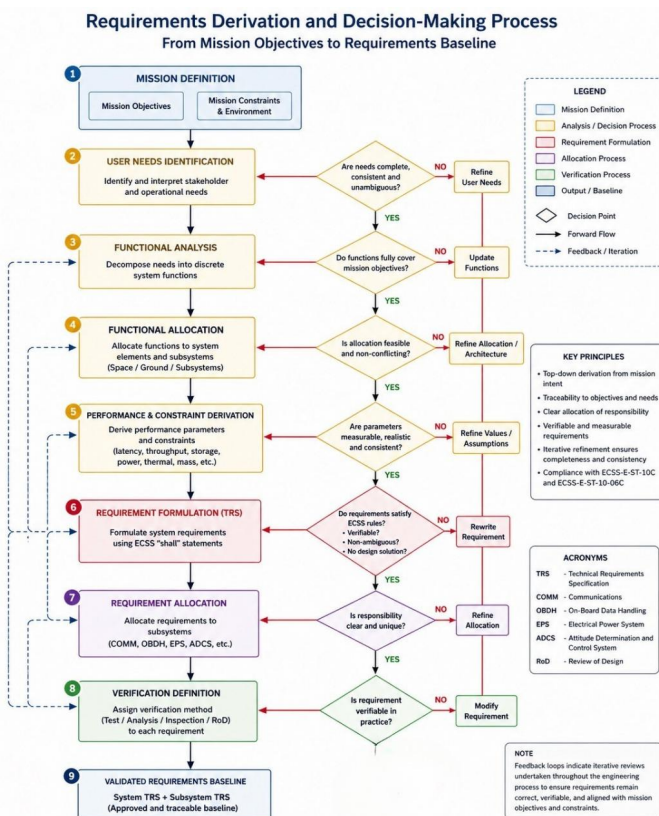 Requirements Derivation and Decision-Making Process
From Mission Objectives to Requirements Baseline
1
MISSION DEFINITION
Mission Objectives
Mission Constraints
& Environment
2
USER NEEDS IDENTIFICATION
Identify and interpret stakeholder
and operational needs
Are needs complete,
consistent and
unambiguous?
NO
Refine
User Needs
YES
3
FUNCTIONAL ANALYSIS
Decompose needs into discrete
system functions
Do functions fully cover
mission objectives?
NO
Update
Functions
YES
4
FUNCTIONAL ALLOCATION
Allocate functions to system
elements and subsystems
(Space / Ground / Subsystems)
Is allocation feasible
and non-conflicting?
NO
Refine Allocation /
Architecture
YES
5
PERFORMANCE & CONSTRAINT DERIVATION
Derive performance parameters
and constraints
(latency, throughput, storage,
power, thermal, mass, etc.)
Are parameters
measurable, realistic
and consistent?
NO
Refine Values /
Assumptions
YES
6
REQUIREMENT FORMULATION (TRS)
Formulate system requirements
using ECSS "shall" statements
Do requirements satisfy
ECSS rules?
• Verifiable?
• Non-ambiguous?
• No design solution?
NO
Rewrite
Requirement
YES
7
REQUIREMENT ALLOCATION
Allocate requirements to
subsystems
(COMM, OBDH, EPS, ADCS, etc.)
Is responsibility
clear and unique?
NO
Refine
Allocation
YES
8
VERIFICATION DEFINITION
Assign verification method
(Test / Analysis / Inspection / RoD)
to each requirement
Is requirement
verifiable in
practice?
NO
Modify
Requirement
9
VALIDATED REQUIREMENTS BASELINE
System TRS + Subsystem TRS
(Approved and traceable baseline)
LEGEND
Mission Definition
Analysis / Decision Process
Requirement Formulation
Allocation Process
Verification Process
Output / Baseline
Decision Point
Forward Flow
Feedback / Iteration
KEY PRINCIPLES
• Top-down derivation from mission
intent
• Traceability to objectives and needs
• Clear allocation of responsibility
• Verifiable and measurable
requirements
• Iterative refinement ensures
completeness and consistency
• Compliance with ECSS-E-ST-10C
and ECSS-E-ST-10-06C
ACRONYMS
TRS - Technical Requirements
Specification
COMM - Communications
OBDH - On-Board Data Handling
EPS - Electrical Power System
ADCS - Attitude Determination and
Control System
RoD - Review of Design
NOTE
Feedback loops indicate iterative reviews
undertaken throughout the engineering
process to ensure requirements remain
correct, verifiable, and aligned with mission
objectives and constraints.